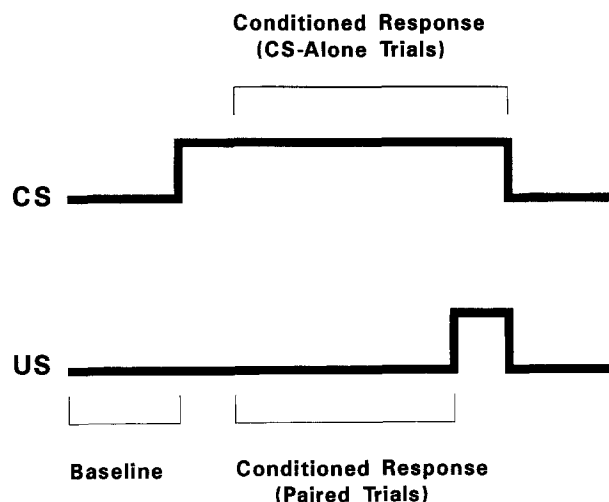 Conditioned Response
(CS-Alone Trials)
CS
US
Baseline
Conditioned Response
(Paired Trials)